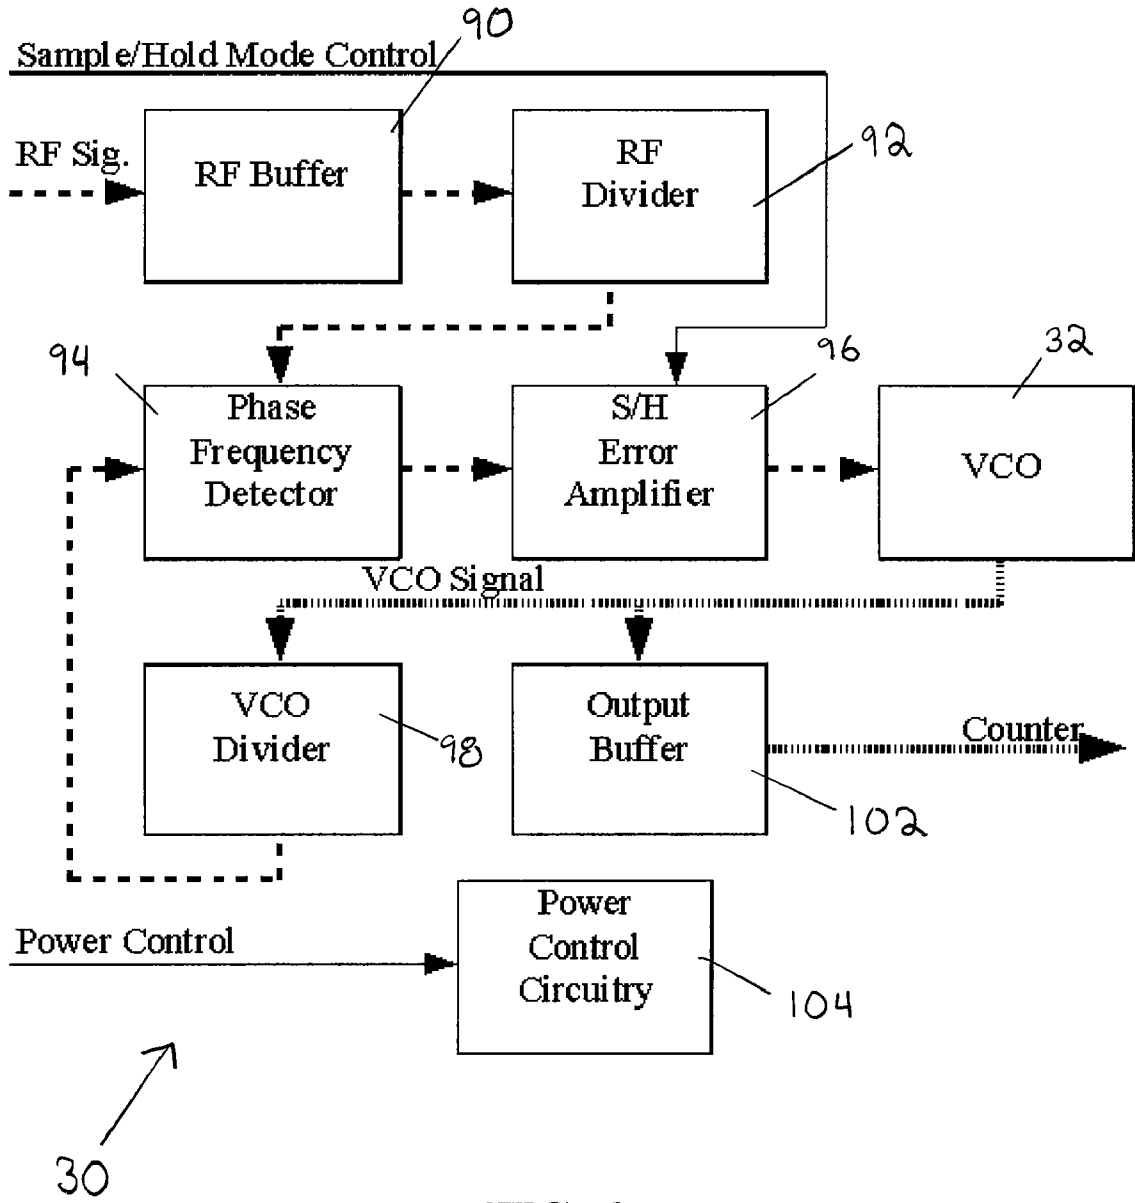 90
Sample/Hold Mode Control
RF Sig.
RF Buffer
RF
Divider
92
94
96
32
Phase
Frequency
Detector
S/H
Error
Amplifier
VCO
VCO Signal
VCO
Divider
98
Output
Buffer
Counter
102
Power Control
Power
Control
Circuitry
104
30